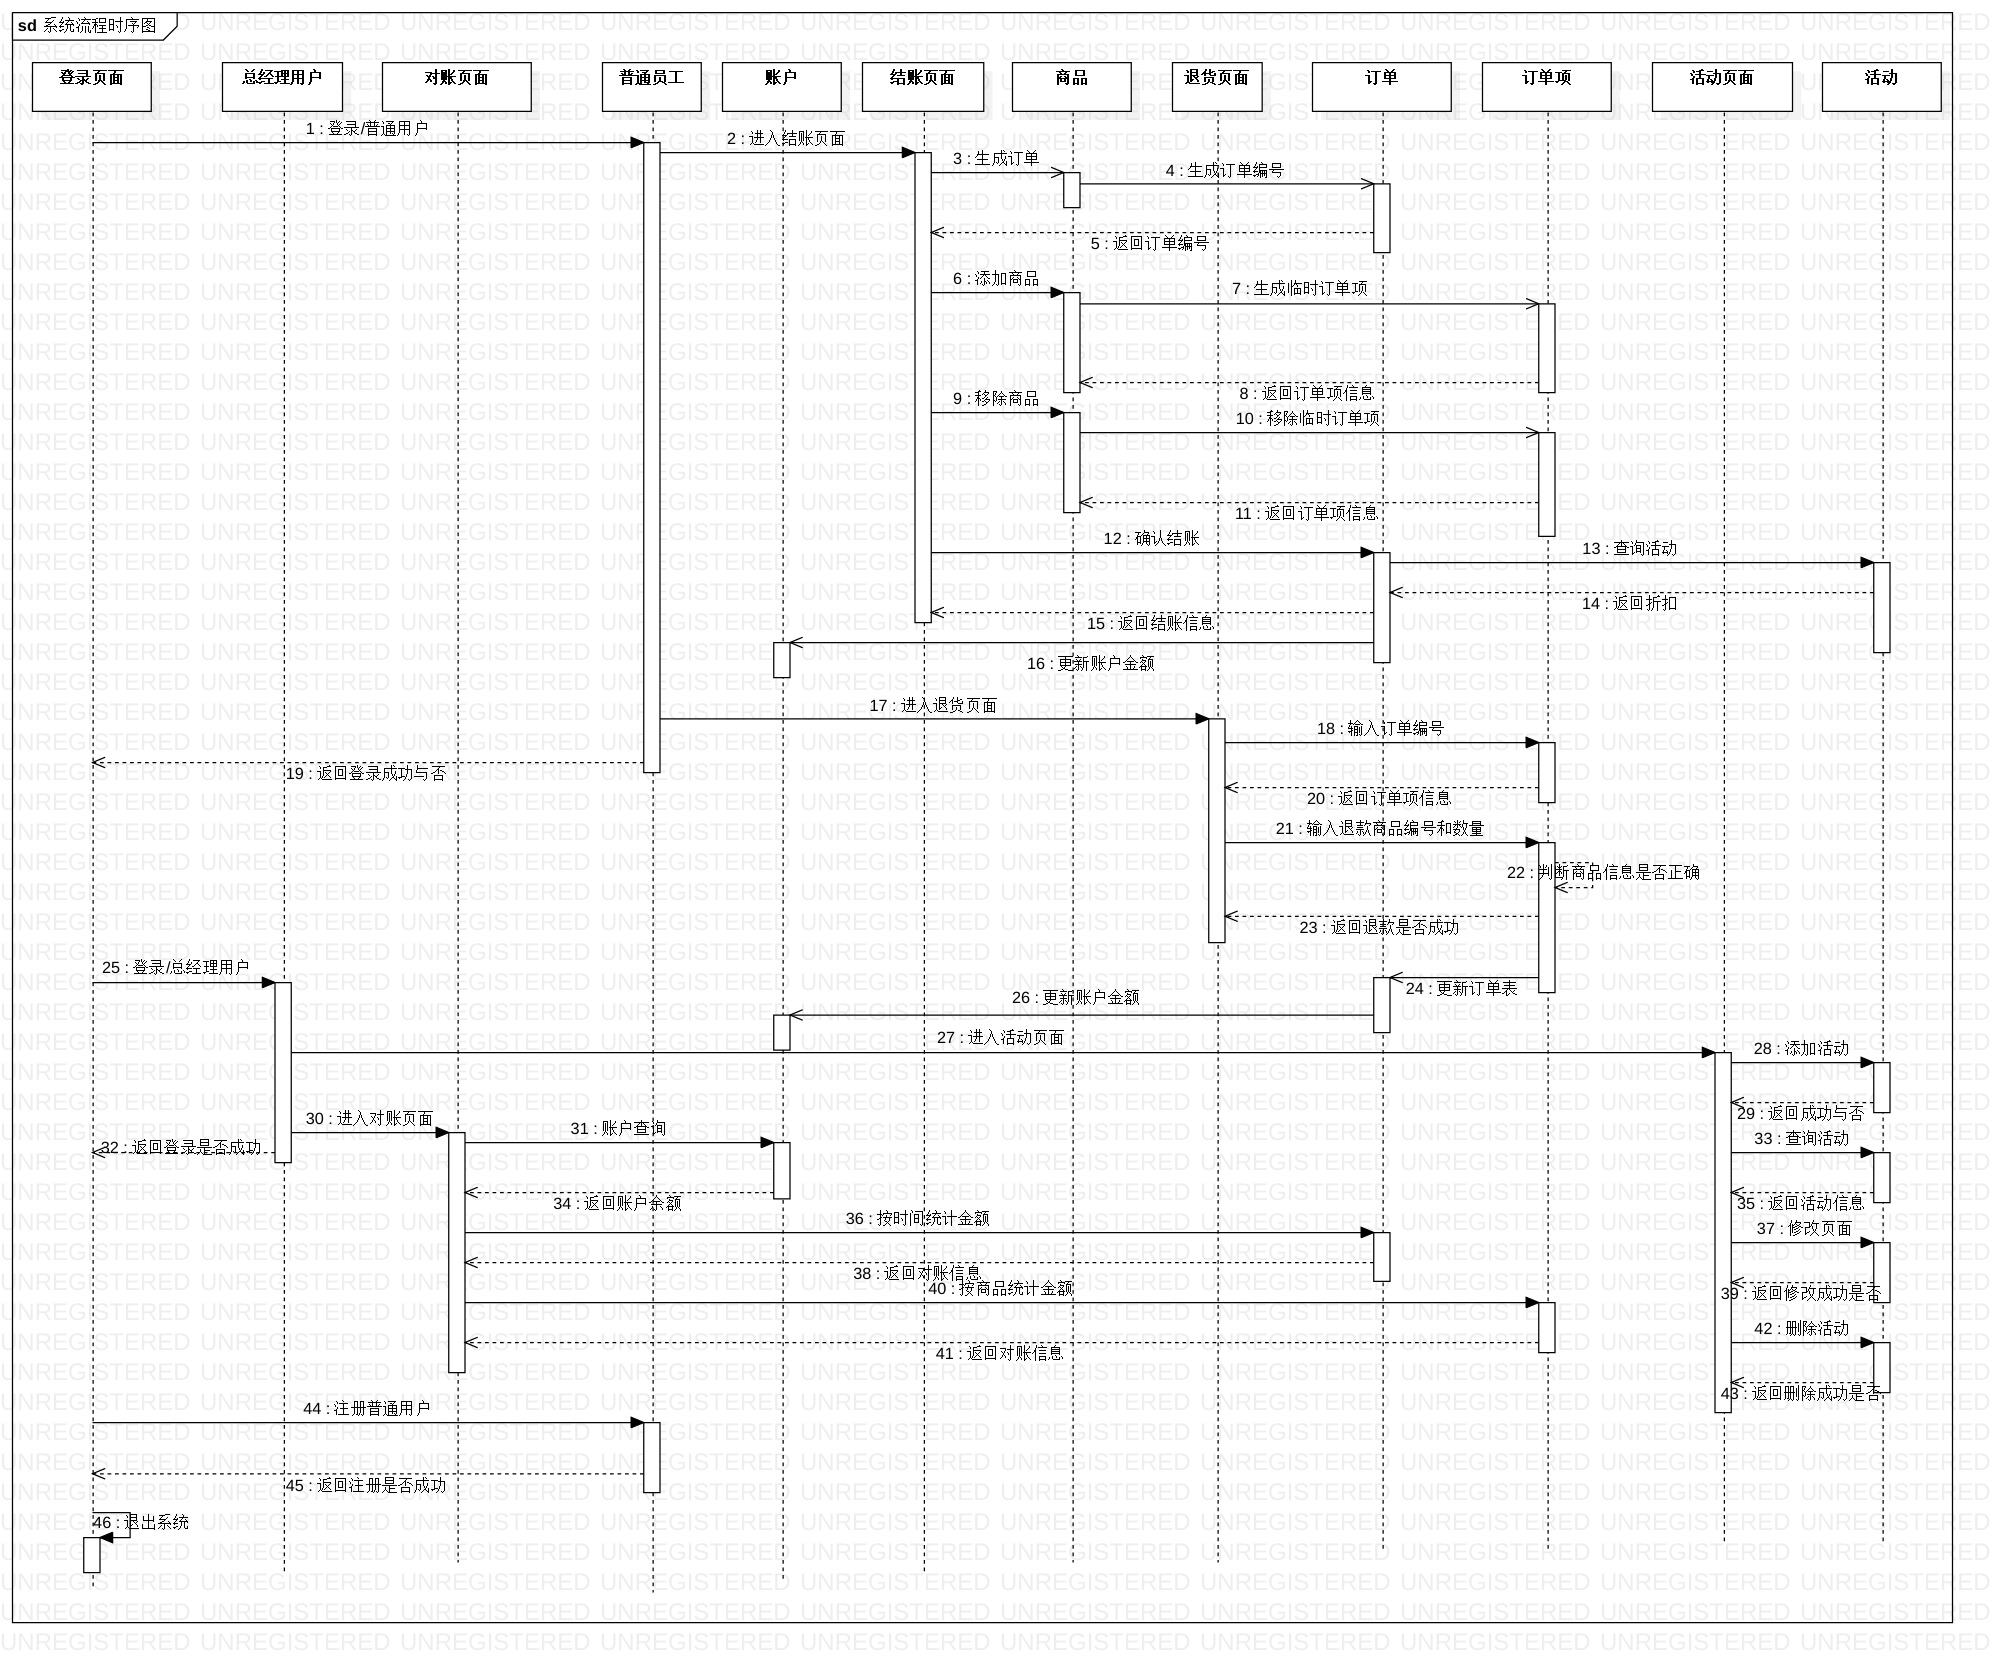 sd 系统流程时序图
登录页面
总经理用户
对账页面
普通员工
账户
结账页面
商品
退货页面
订单
订单项
活动页面
活动
1 : 登录/普通用户
2 : 进入结账页面
3 : 生成订单
4 : 生成订单编号
5 : 返回订单编号
6 : 添加商品
7 : 生成临时订单项
8 : 返回订单项信息
9 : 移除商品
10 : 移除临时订单项
11 : 返回订单项信息
12 : 确认结账
13 : 查询活动
14 : 返回折扣
15 : 返回结账信息
16 : 更新账户金额
17 : 进入退货页面
18 : 输入订单编号
19 : 返回登录成功与否
20 : 返回订单项信息
21 : 输入退款商品编号和数量
22 : 判断商品信息是否正确
23 : 返回退款是否成功
25 : 登录/总经理用户
24 : 更新订单表
26 : 更新账户金额
27 : 进入活动页面
28 : 添加活动
29 : 返回成功与否
30 : 进入对账页面
31 : 账户查询
32 : 返回登录是否成功
33 : 查询活动
34 : 返回账户余额
35 : 返回活动信息
36 : 按时间统计金额
37 : 修改页面
38 : 返回对账信息
40 : 按商品统计金额
39 : 返回修改成功是否
42 : 删除活动
41 : 返回对账信息
43 : 返回删除成功是否
44 : 注册普通用户
45 : 返回注册是否成功
46 : 退出系统
UNREGISTERED